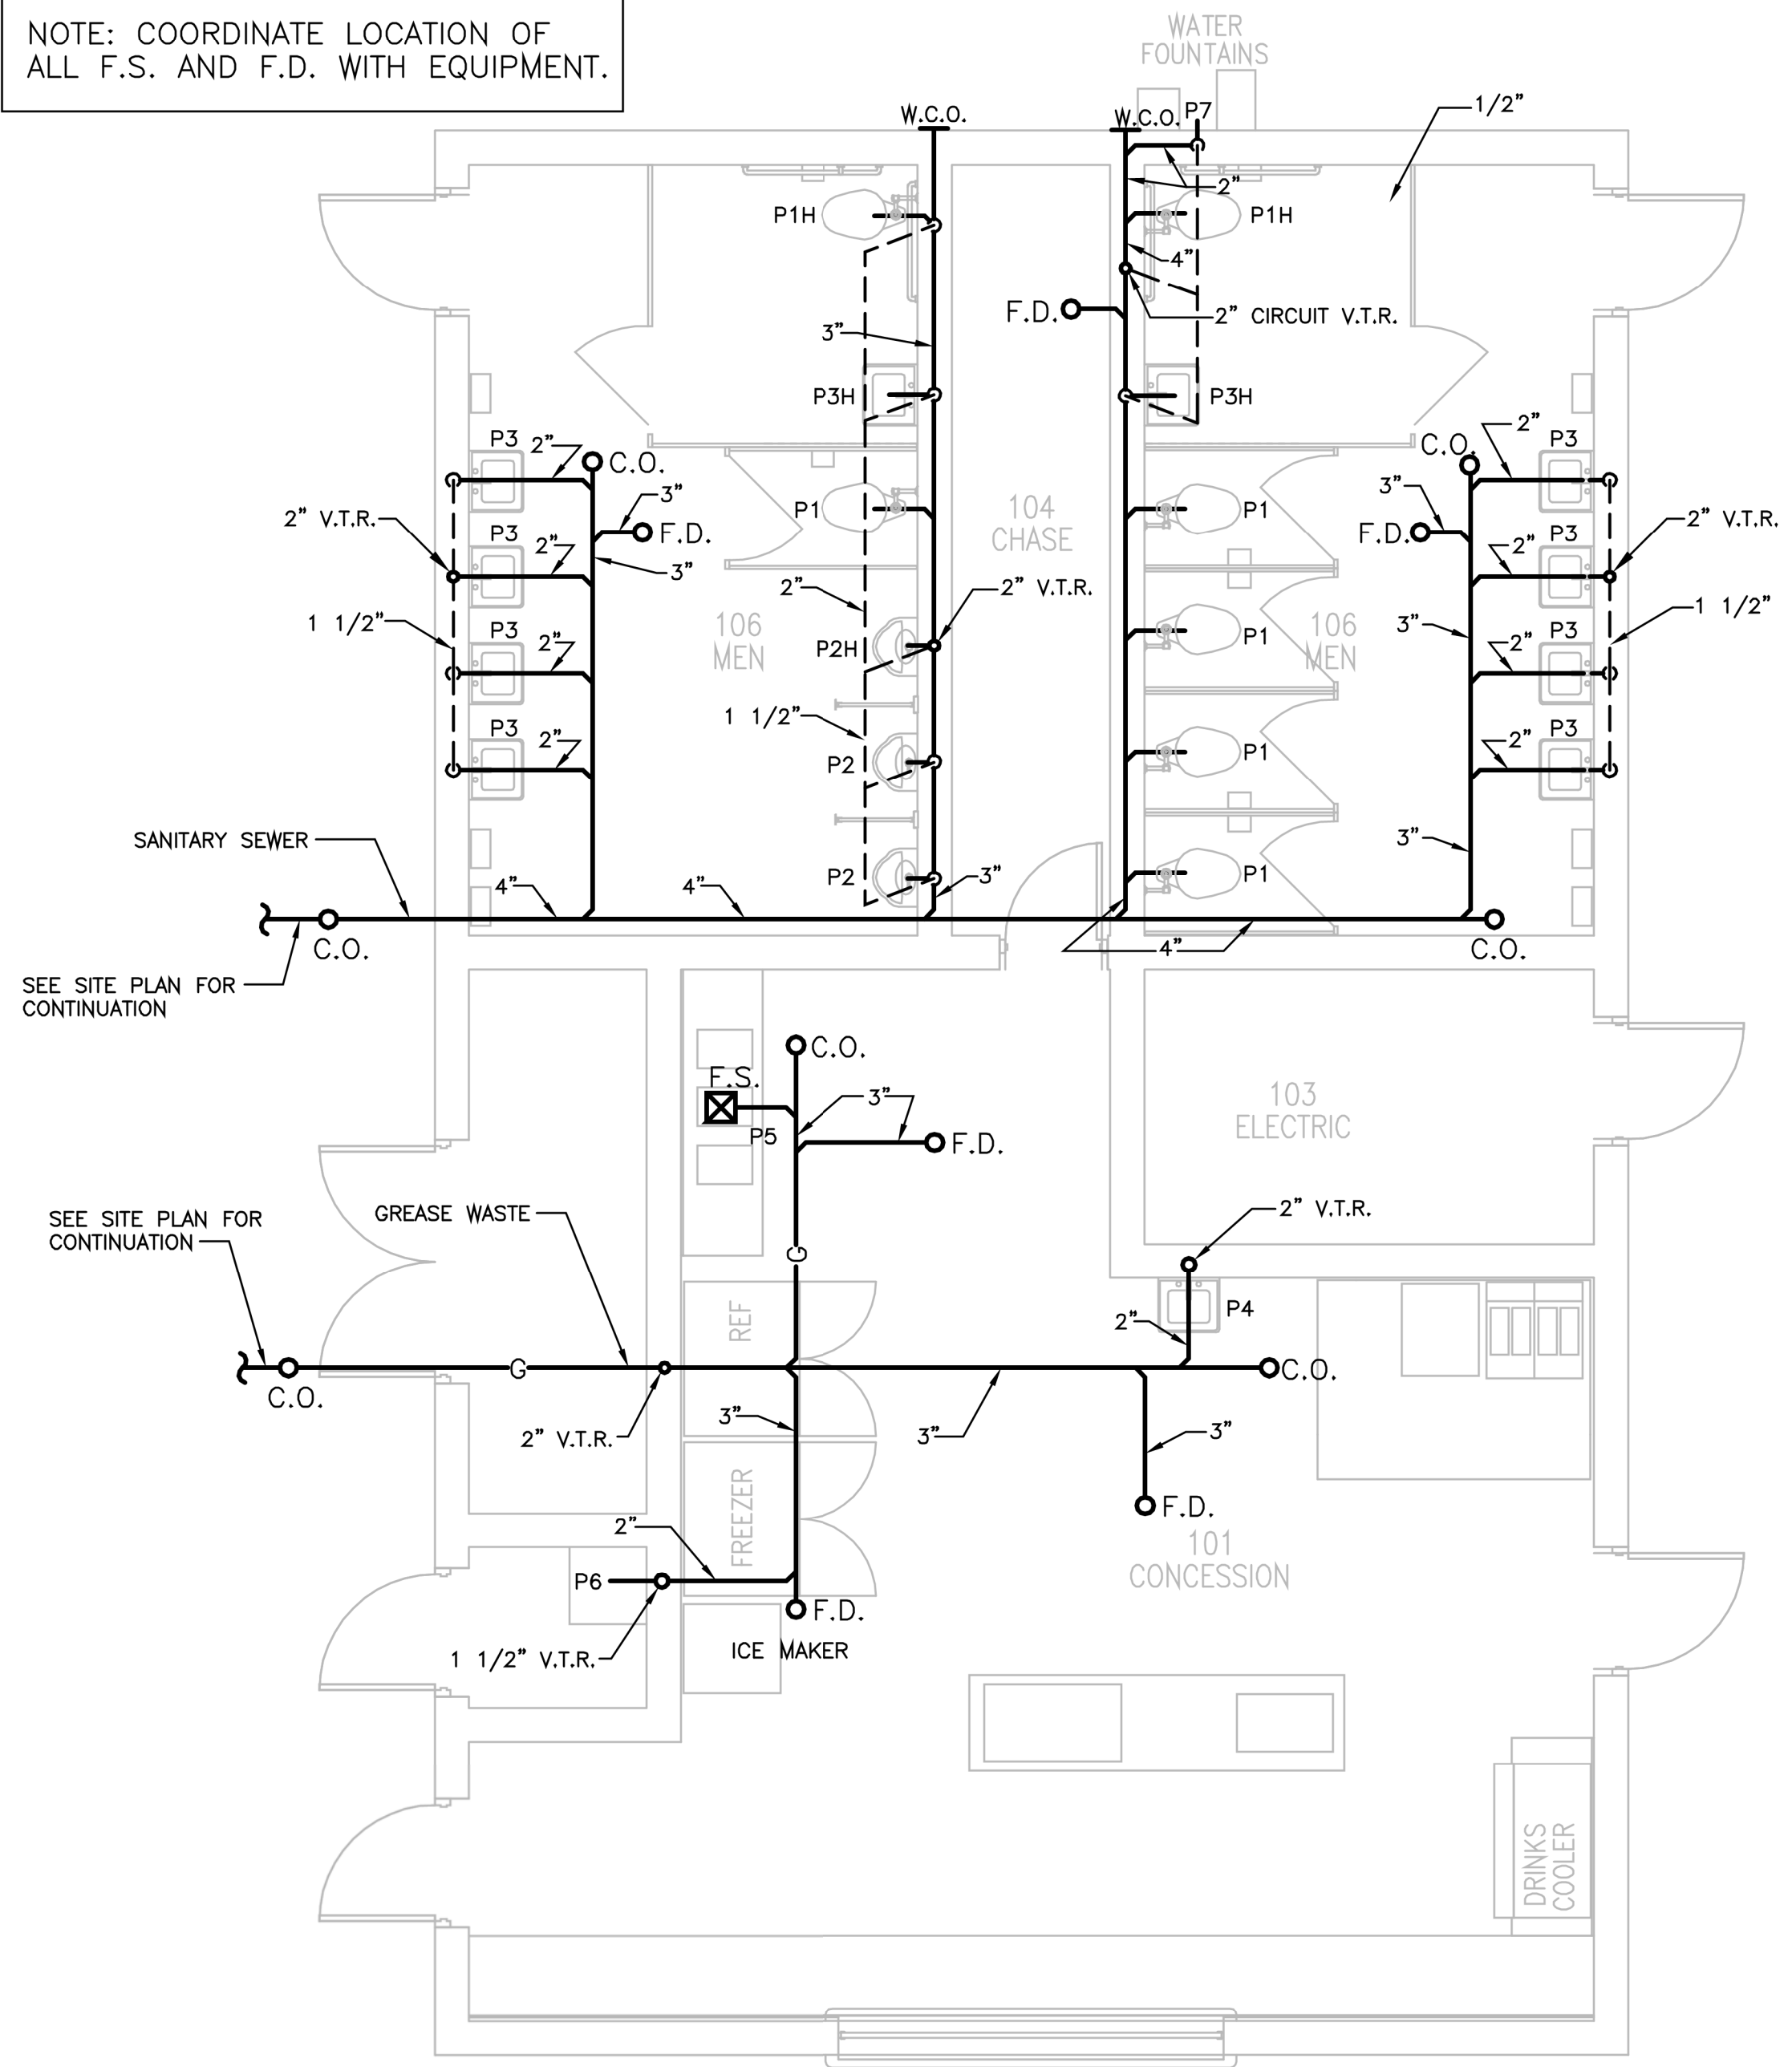 NOTE: COORDINATE LOCATION OF
ALL F.S. AND F.D. WITH EQUIPMENT.
WATER
FOUNTAINS
W.C.O.
W.C.O.
P7
1/2"
2"
P1H
P1H
4"
F.D.
2" CIRCUIT V.T.R.
3"
P3H
P3H
P3
2"
C.O.
C.O.
2"
P3
3"
3"
P1
104
CHASE
P1
2" V.T.R.
F.D.
F.D.
2" V.T.R.
P3
2"
2"
P3
3"
2"
2" V.T.R.
1 1/2"
1 1/2"
106
MEN
106
MEN
P2H
P1
3"
P3
2"
2"
P3
1 1/2"
P3
2"
2"
P3
P2
P1
SANITARY SEWER
3"
4"
4"
P2
3"
P1
C.O.
4"
C.O.
SEE SITE PLAN FOR
CONTINUATION
C.O.
F.S.
3"
P5
F.D.
103
ELECTRIC
SEE SITE PLAN FOR
CONTINUATION
GREASE WASTE
2" V.T.R.
G
REF
P4
2"
G
C.O.
C.O.
2" V.T.R.
3"
3"
3"
FREEZER
F.D.
101
CONCESSION
2"
P6
F.D.
1 1/2" V.T.R.
ICE MAKER
DRINKS
COOLER